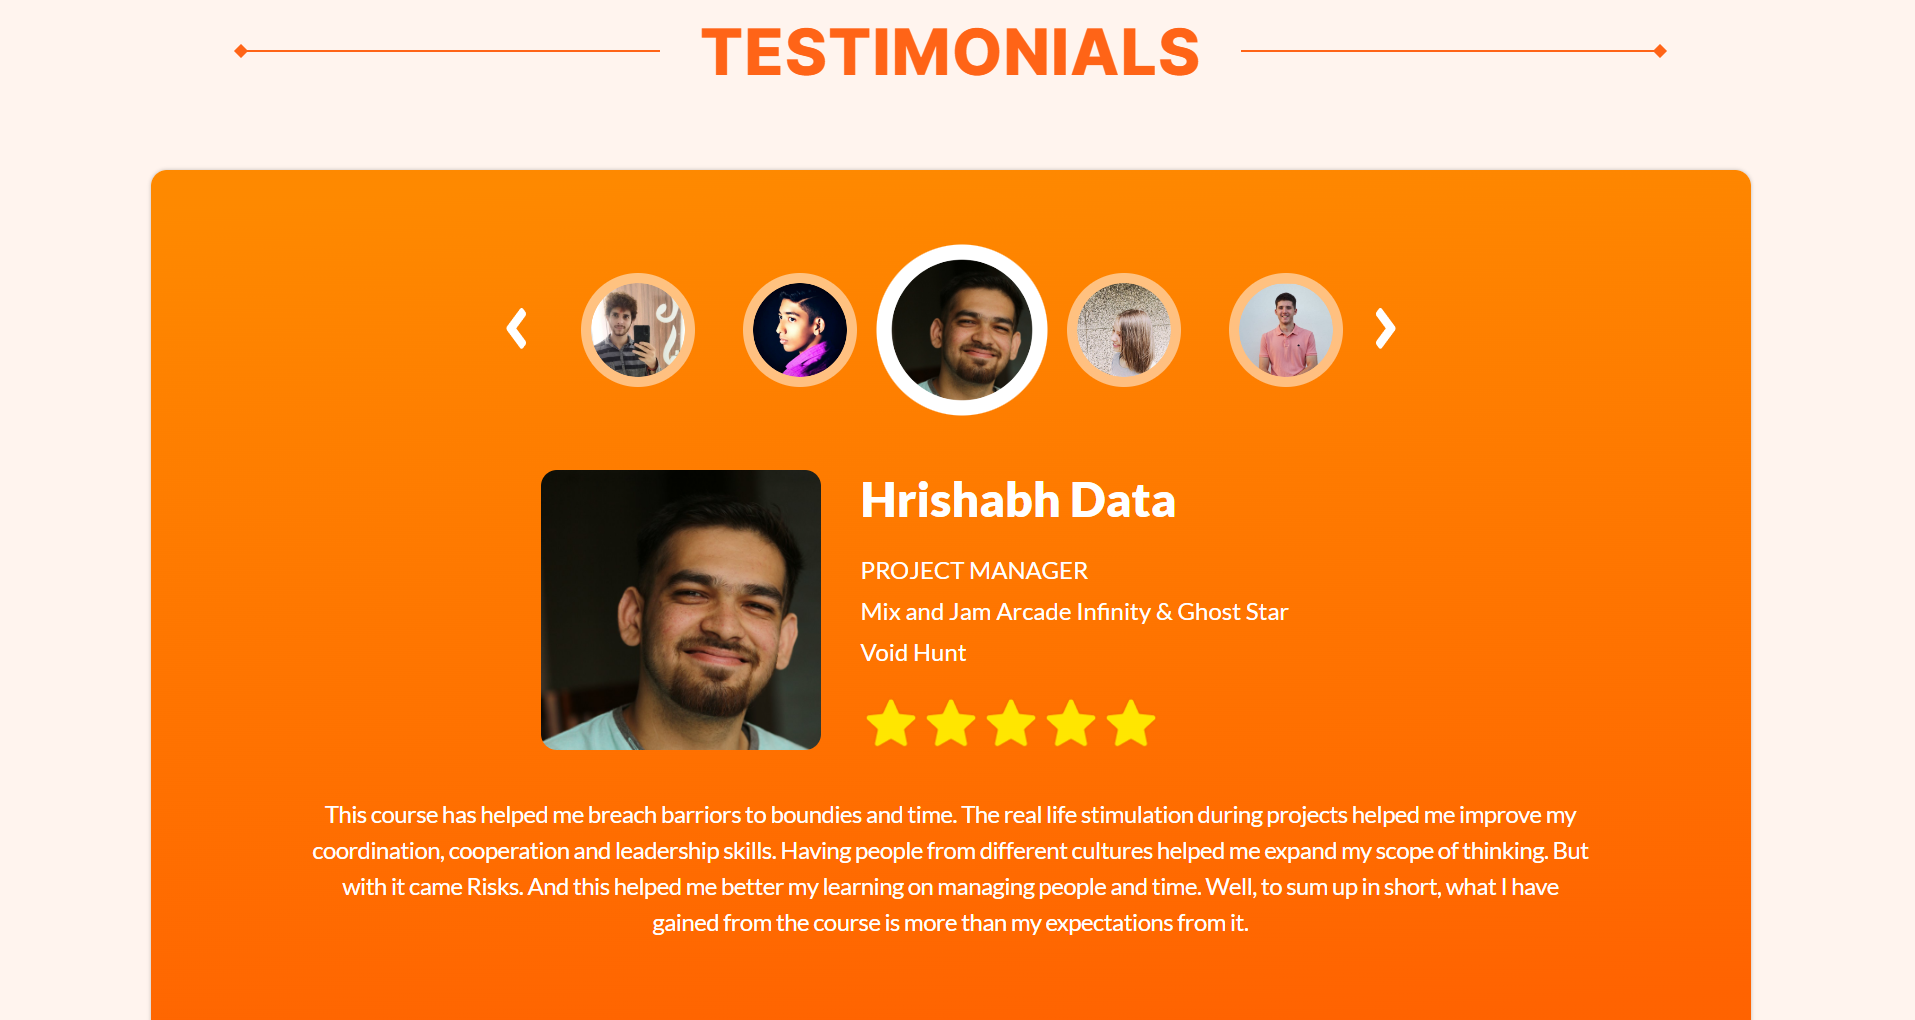 TESTIMONIALS
Hrishabh Data
PROJECT MANAGER
Mix and Jam Arcade Infinity & Ghost Star
Void Hunt
This course has helped me breach barriors to boundies and time. The real life stimulation during projects helped me improve my
coordination, cooperation and leadership skills. Having people from different cultures helped me expand my scope of thinking. But
with it came Risks. And this helped me better my learning on managing people and time. Well, to sum up in short, what I have
gained from the course is more than my expectations from it.